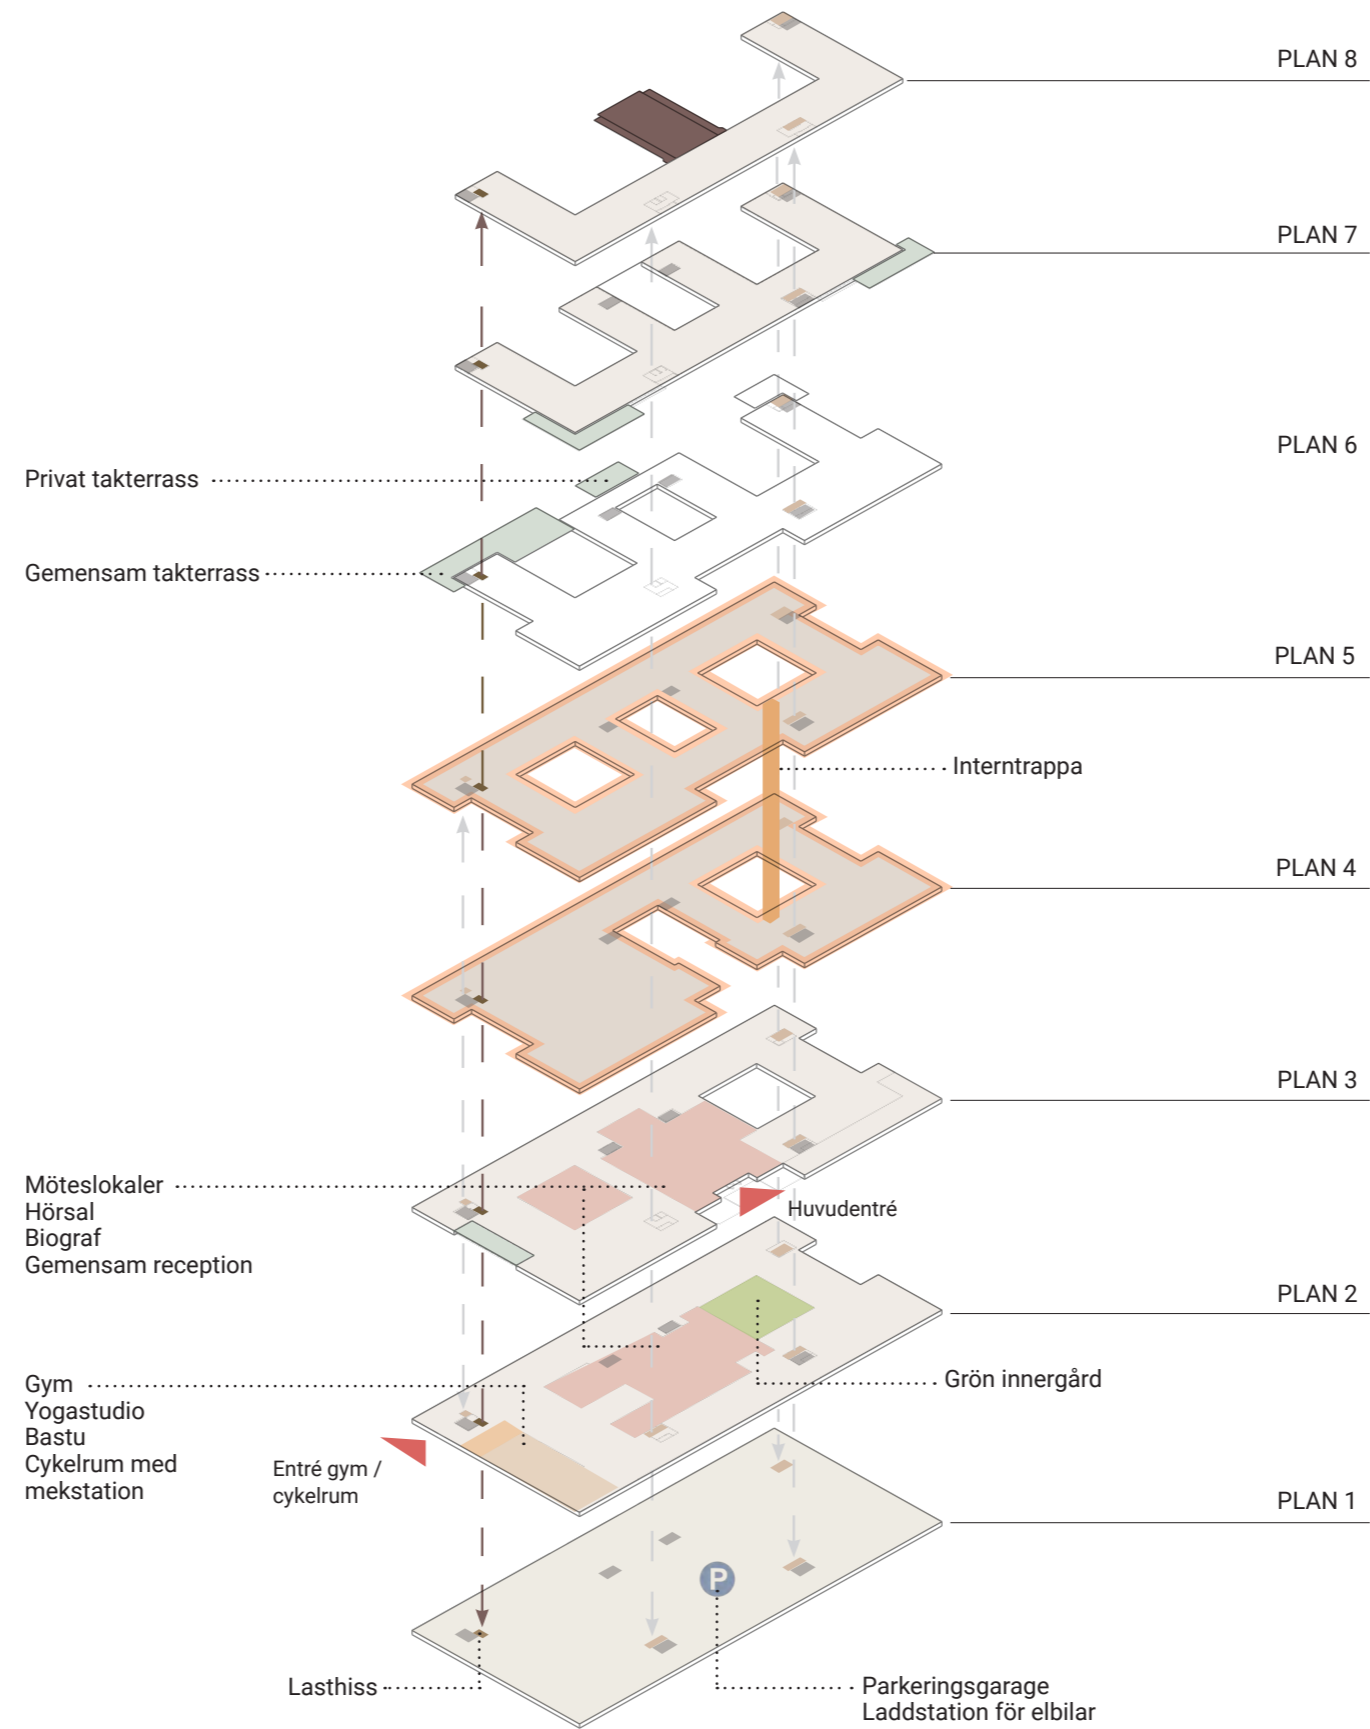 PLAN 8
PLAN 7
PLAN 6
Privat takterrass
Gemensam takterrass
PLAN 5
Interntrappa
PLAN 4
PLAN 3
Möteslokaler
Hörsal
Biograf
Gemensam reception
Huvudentré
PLAN 2
Grön innergård
Gym
Yogastudio
Bastu
Cykelrum med
mekstation
Entré gym /
cykelrum
PLAN 1
P
Lasthiss
Parkeringsgarage
Laddstation för elbilar